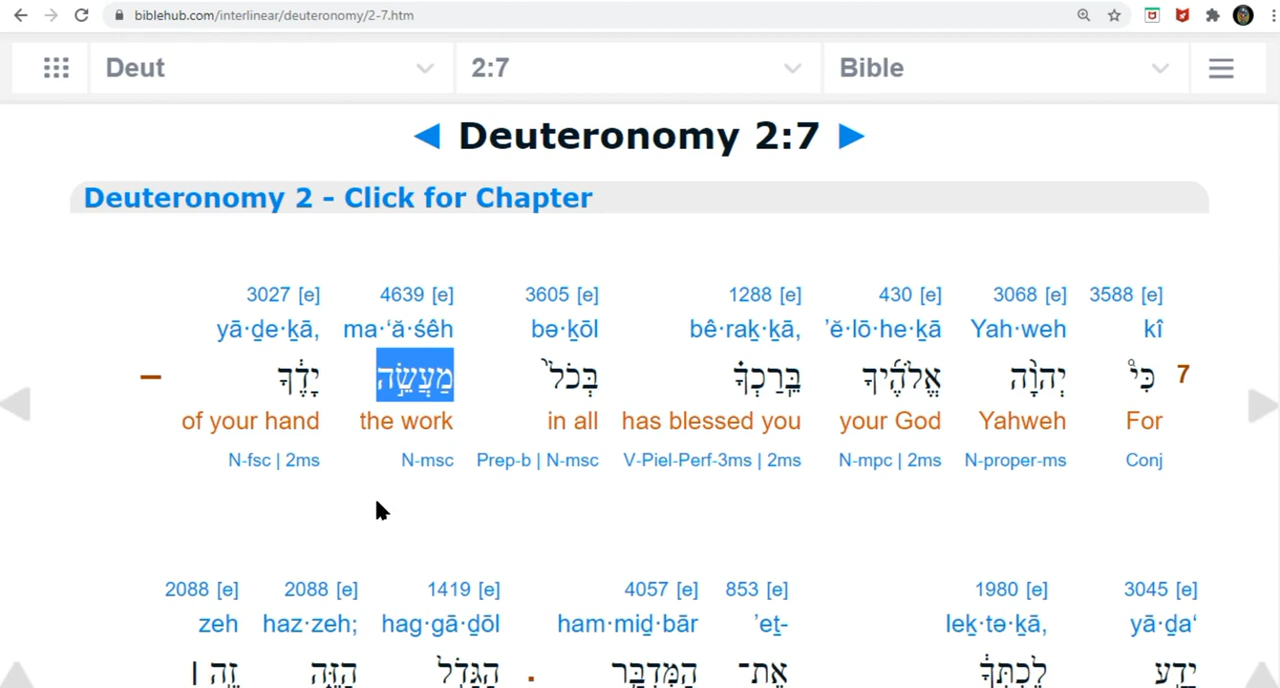 biblehub.com/interlinear/deuteronomy/2-7.htm
Deut 2:7 Bible
◀ Deuteronomy 2:7 ▶
Deuteronomy 2 - Click for Chapter
3027 [e] 4639 [e] 3605 [e] 1288 [e] 430 [e] 3068 [e] 3588 [e]
yā·ḏe·ḵā, ma·‘ă·śêh bə·ḵōl bê·raḵ·ḵā, ’ĕ·lō·he·ḵā Yah·weh kî
7 כִּי֩ יְהוָ֨ה אֱלֹהֶ֜יךָ בֵּֽרַכְךָ֗ בְּכֹל֙ מַעֲשֵׂ֣ה יָדֶ֔ךָ –
of your hand the work in all has blessed you your God Yahweh For
N-fsc | 2ms N-msc Prep-b | N-msc V-Piel-Perf-3ms | 2ms N-mpc | 2ms N-proper-ms Conj
2088 [e] 2088 [e] 1419 [e] 4057 [e] 853 [e] 1980 [e] 3045 [e]
zeh haz·zeh; hag·gā·ḏōl ham·miḏ·bār ’eṯ- leḵ·tə·ḵā, yā·ḏa‘
יָדַ֣ע לֶכְתְּךָ֔ אֶת־ הַמִּדְבָּ֥ר . הַגָּדֹ֖ל הַזֶּ֑ה זֶ֣ה ׀